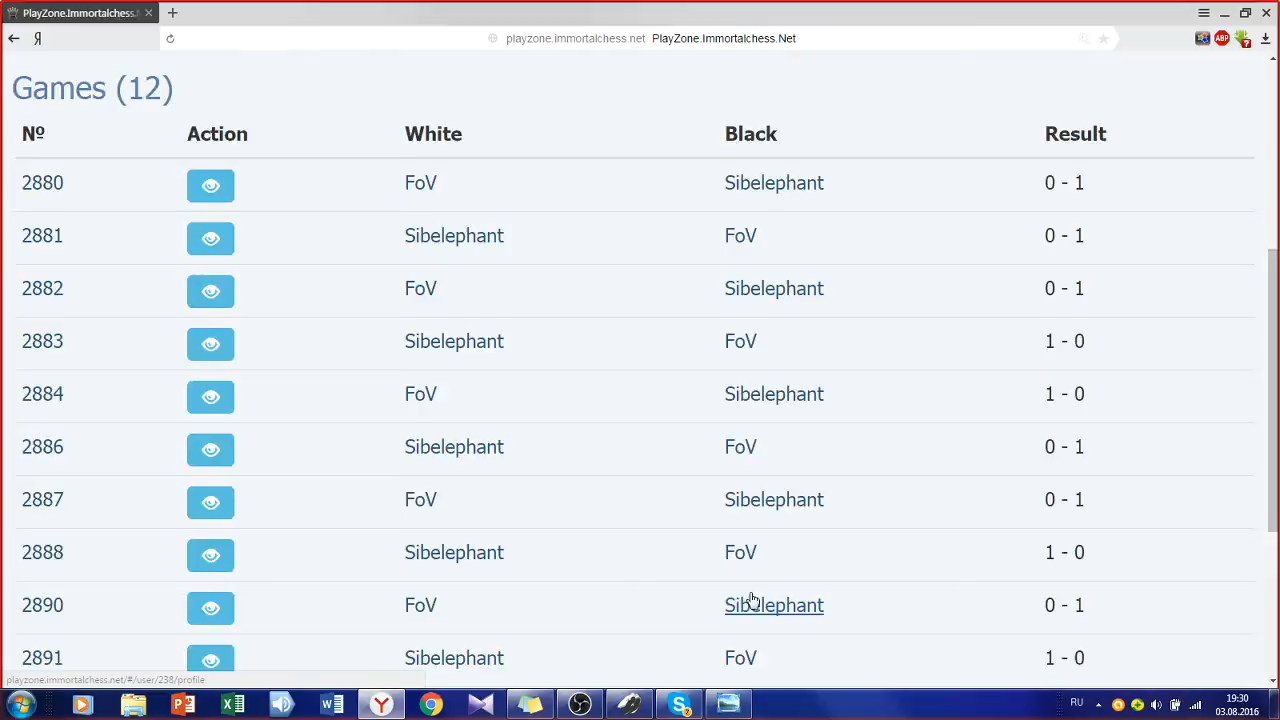 PlayZone.Immortalchess.
Я playzone.immortalchess.net PlayZone.Immortalchess.Net ABP 7
Games (12)
№ Action White Black Result
2880 FoV Sibelephant 0 - 1
2881 Sibelephant FoV 0 - 1
2882 FoV Sibelephant 0 - 1
2883 Sibelephant FoV 1 - 0
2884 FoV Sibelephant 1 - 0
2886 Sibelephant FoV 0 - 1
2887 FoV Sibelephant 0 - 1
2888 Sibelephant FoV 1 - 0
2890 FoV Sibelephant 0 - 1
2891 Sibelephant FoV 1 - 0
playzone.immortalchess.net/#/user/238/profile
RU 19:30
03.08.2016